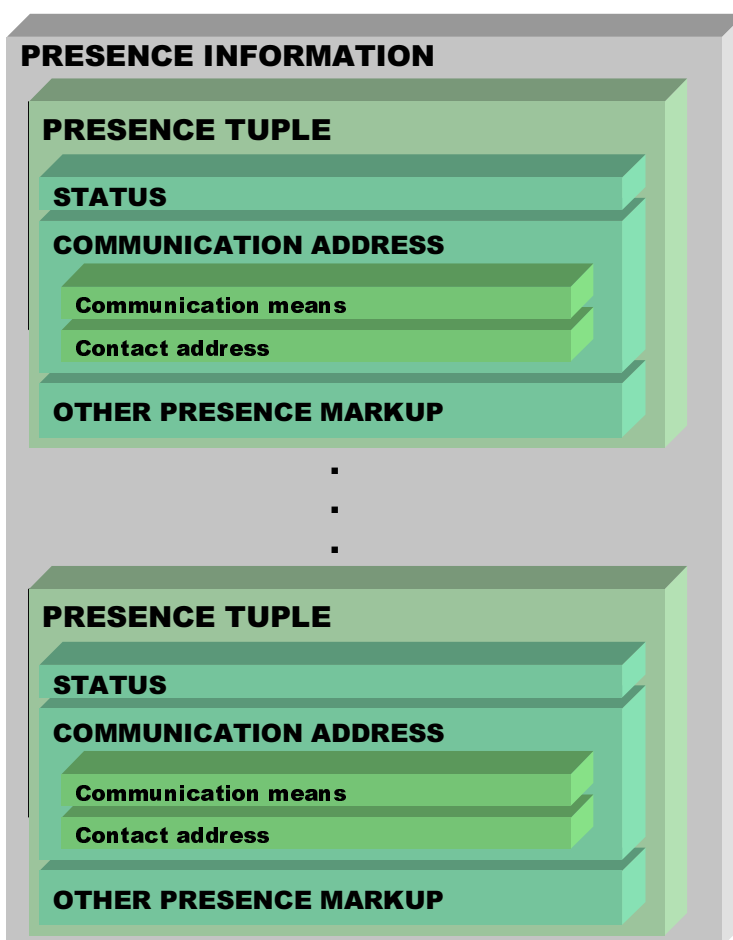 PRESENCE INFORMATION
PRESENCE TUPLE
STATUS
COMMUNICATION ADDRESS
Communication means
Contact address
OTHER PRESENCE MARKUP
.
.
.
PRESENCE TUPLE
STATUS
COMMUNICATION ADDRESS
Communication means
Contact address
OTHER PRESENCE MARKUP